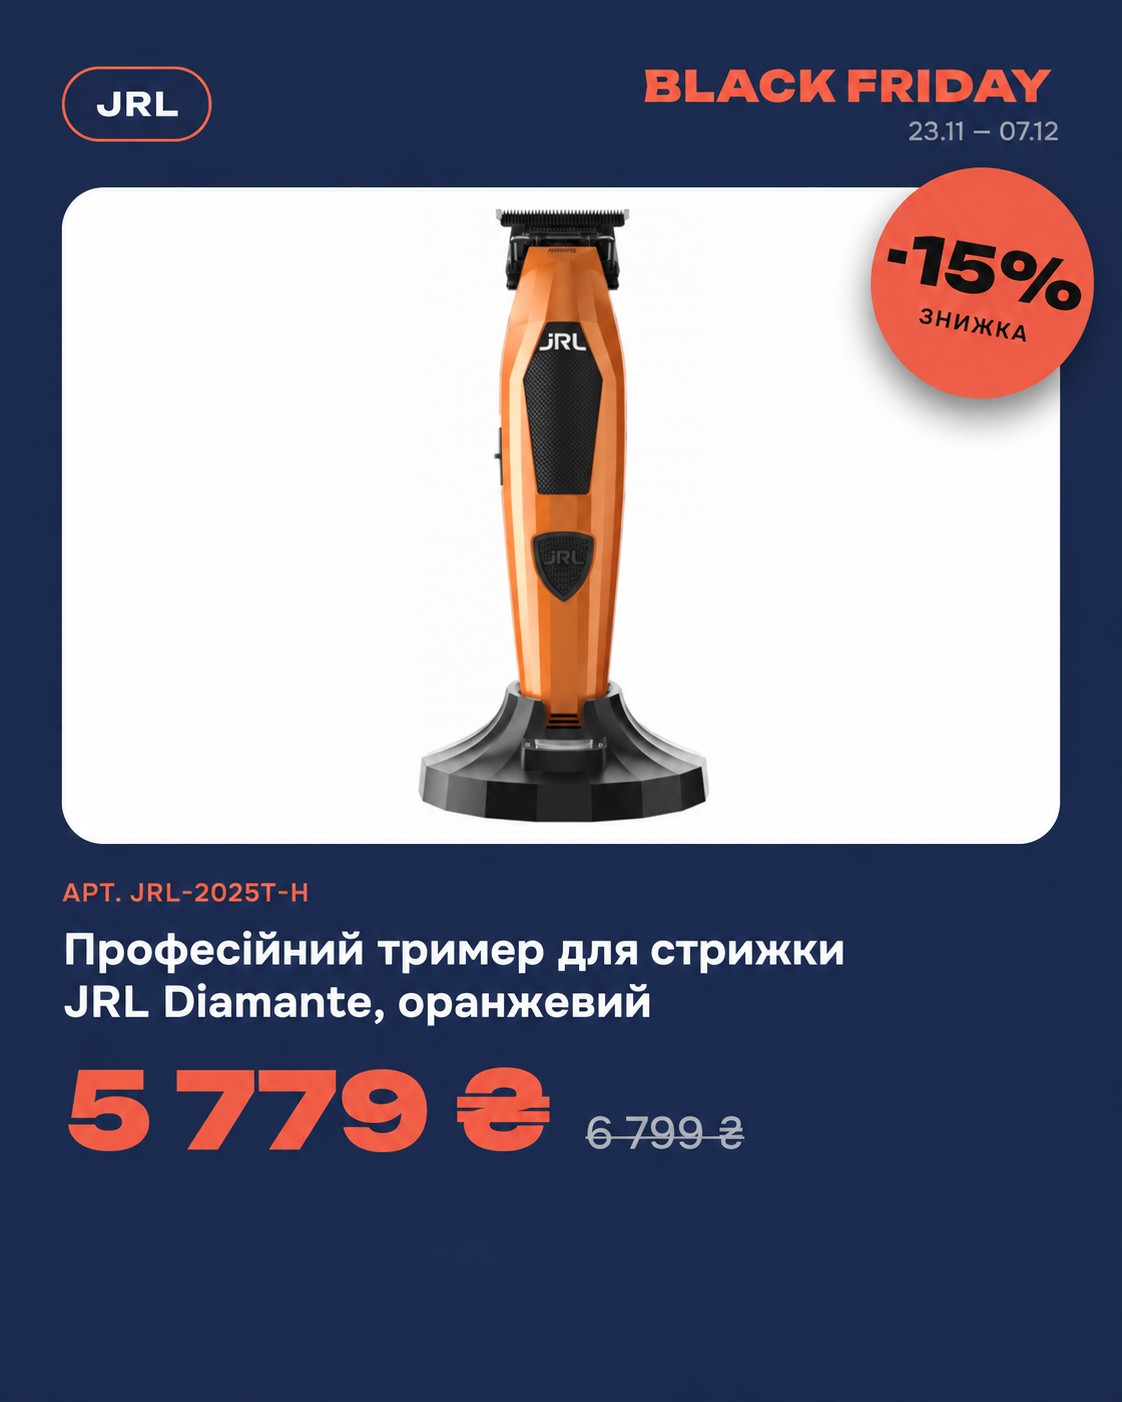 JRL
BLACK FRIDAY
23.11 – 07.12
-15%
ЗНИЖКА
JRL
JRL
АРТ. JRL-2025T-H
Професійний тример для стрижки
JRL Diamante, оранжевий
5 779 ₴
6 799 ₴